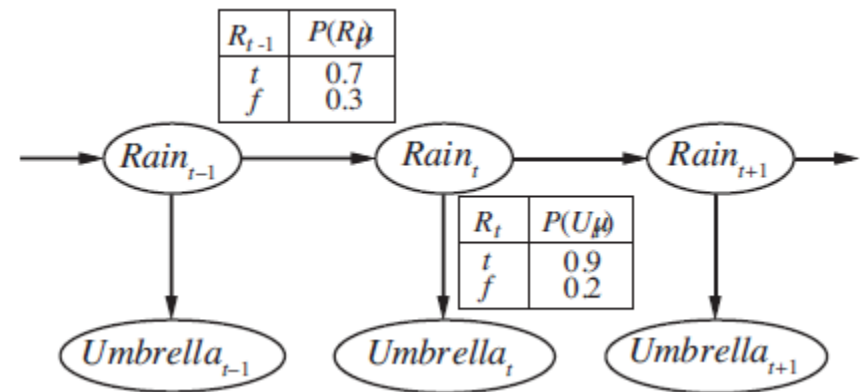 R_{t-1} P(R_t)
t 0.7
f 0.3
Rain_{t-1} Rain_t Rain_{t+1}
R_t P(U_t)
t 0.9
f 0.2
Umbrella_{t-1} Umbrella_t Umbrella_{t+1}